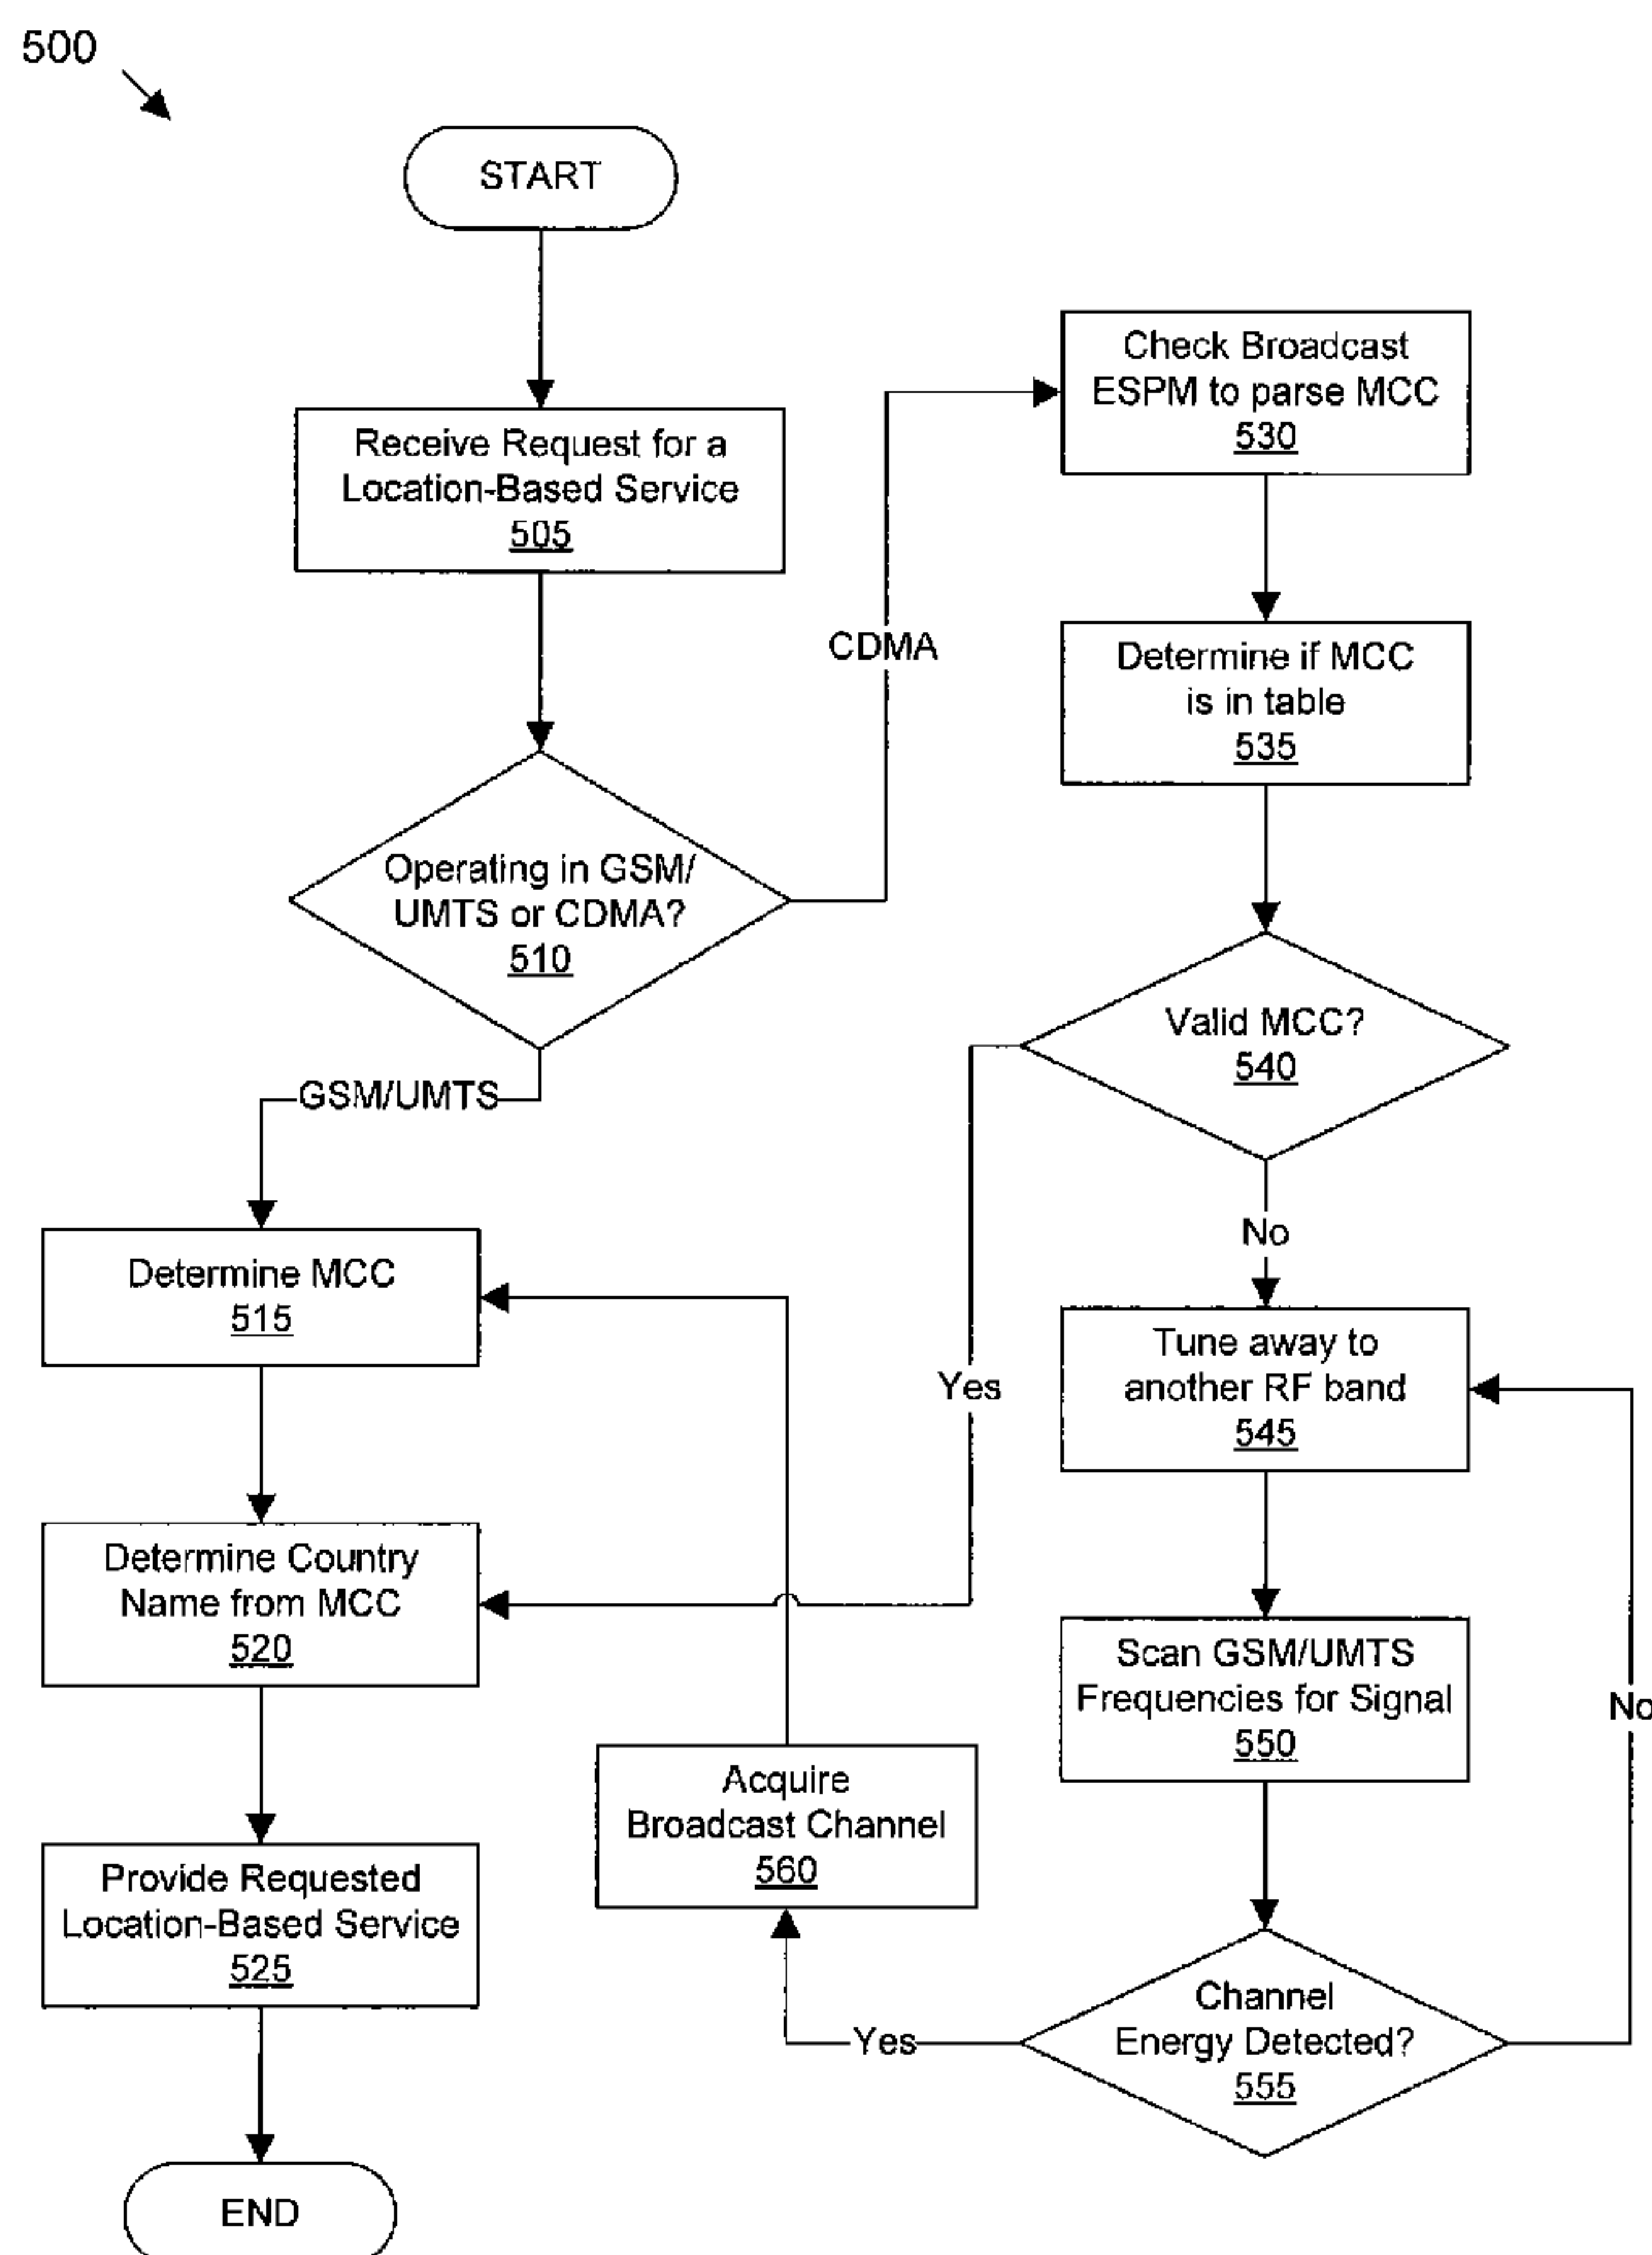 500
START
Receive Request for a
Location-Based Service
505
Operating in GSM/
UMTS or CDMA?
510
GSM/UMTS
CDMA
Determine MCC
515
Determine Country
Name from MCC
520
Provide Requested
Location-Based Service
525
END
Check Broadcast
ESPM to parse MCC
530
Determine if MCC
is in table
535
Valid MCC?
540
Yes
No
Tune away to
another RF band
545
Scan GSM/UMTS
Frequencies for Signal
550
Channel
Energy Detected?
555
No
Yes
Acquire
Broadcast Channel
560